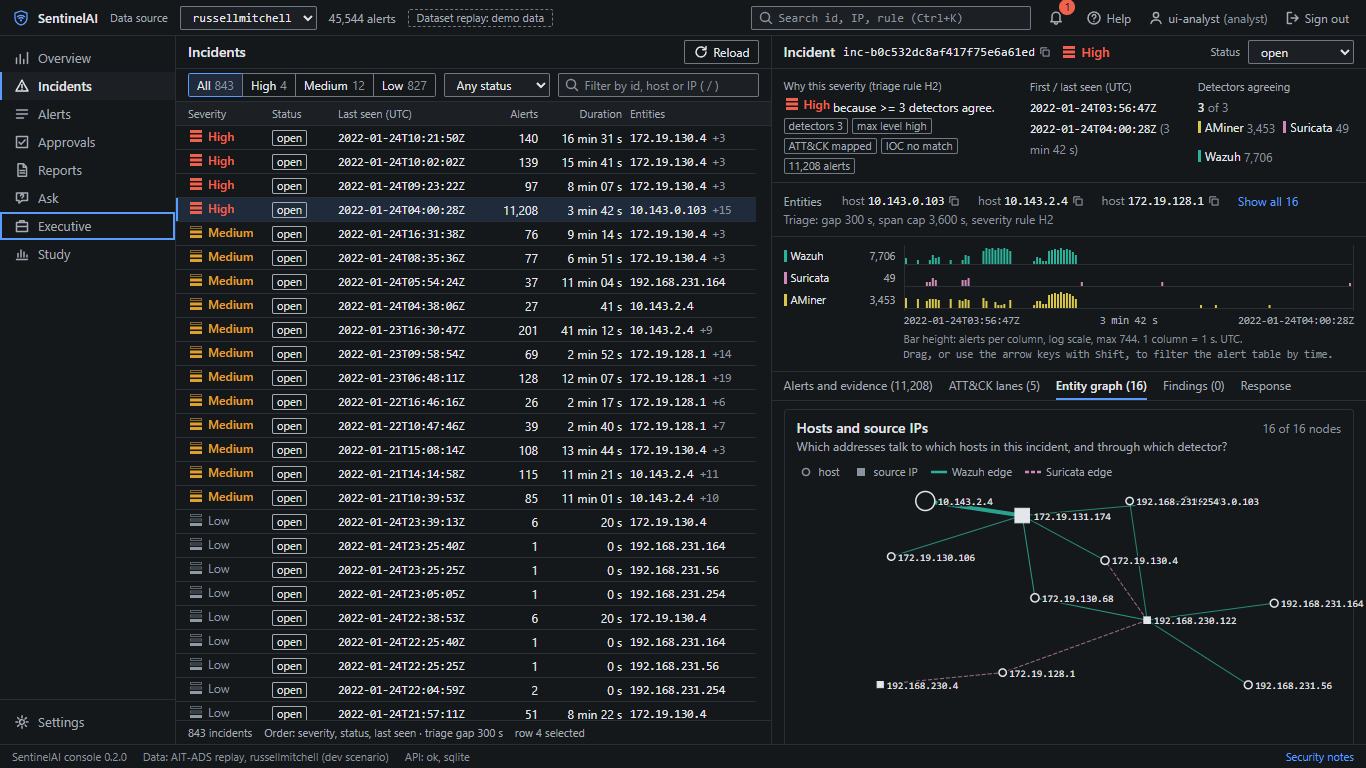 SentinelAI Data source russellmitchell 45,544 alerts Dataset replay: demo data Search id, IP, rule (Ctrl+K) 1 Help ui-analyst (analyst) Sign out
Overview
Incidents
Alerts
Approvals
Reports
Ask
Executive
Study
Settings
Incidents Reload
All 843 High 4 Medium 12 Low 827 Any status Filter by id, host or IP ( / )
Severity Status Last seen (UTC) Alerts Duration Entities
High open 2022-01-24T10:21:50Z 140 16 min 31 s 172.19.130.4 +3
High open 2022-01-24T10:02:02Z 139 15 min 41 s 172.19.130.4 +3
High open 2022-01-24T09:23:22Z 97 8 min 07 s 172.19.130.4 +3
High open 2022-01-24T04:00:28Z 11,208 3 min 42 s 10.143.0.103 +15
Medium open 2022-01-24T16:31:38Z 76 9 min 14 s 172.19.130.4 +3
Medium open 2022-01-24T08:35:36Z 77 6 min 51 s 172.19.130.4 +3
Medium open 2022-01-24T05:54:24Z 37 11 min 04 s 192.168.231.164
Medium open 2022-01-24T04:38:06Z 27 41 s 10.143.2.4
Medium open 2022-01-23T16:30:47Z 201 41 min 12 s 10.143.2.4 +9
Medium open 2022-01-23T09:58:54Z 69 2 min 52 s 172.19.128.1 +14
Medium open 2022-01-23T06:48:11Z 128 12 min 07 s 172.19.128.1 +19
Medium open 2022-01-22T16:46:16Z 26 2 min 17 s 172.19.128.1 +6
Medium open 2022-01-22T10:47:46Z 39 2 min 40 s 172.19.128.1 +7
Medium open 2022-01-21T15:08:14Z 108 13 min 44 s 172.19.130.4 +3
Medium open 2022-01-21T14:14:58Z 115 11 min 21 s 10.143.2.4 +11
Medium open 2022-01-21T10:39:53Z 85 11 min 01 s 10.143.2.4 +10
Low open 2022-01-24T23:39:13Z 6 20 s 172.19.130.4
Low open 2022-01-24T23:25:40Z 1 0 s 192.168.231.164
Low open 2022-01-24T23:25:25Z 1 0 s 192.168.231.56
Low open 2022-01-24T23:05:05Z 1 0 s 192.168.231.254
Low open 2022-01-24T22:38:53Z 6 20 s 172.19.130.4
Low open 2022-01-24T22:25:40Z 1 0 s 192.168.231.164
Low open 2022-01-24T22:25:25Z 1 0 s 192.168.231.56
Low open 2022-01-24T22:04:59Z 2 0 s 192.168.231.254
Low open 2022-01-24T21:57:11Z 51 8 min 22 s 172.19.130.4
843 incidents Order: severity, status, last seen · triage gap 300 s row 4 selected
Incident inc-b0c532dc8af417f75e6a61ed High Status open
Why this severity (triage rule H2)
High because >= 3 detectors agree.
detectors 3 max level high
ATT&CK mapped IOC no match
11,208 alerts
First / last seen (UTC)
2022-01-24T03:56:47Z
2022-01-24T04:00:28Z (3
min 42 s)
Detectors agreeing
3 of 3
AMiner 3,453 Suricata 49
Wazuh 7,706
Entities host 10.143.0.103 host 10.143.2.4 host 172.19.128.1 Show all 16
Triage: gap 300 s, span cap 3,600 s, severity rule H2
Wazuh 7,706
Suricata 49
AMiner 3,453
2022-01-24T03:56:47Z 3 min 42 s 2022-01-24T04:00:28Z
Bar height: alerts per column, log scale, max 744. 1 column = 1 s. UTC.
Drag, or use the arrow keys with Shift, to filter the alert table by time.
Alerts and evidence (11,208) ATT&CK lanes (5) Entity graph (16) Findings (0) Response
Hosts and source IPs 16 of 16 nodes
Which addresses talk to which hosts in this incident, and through which detector?
host source IP Wazuh edge Suricata edge
10.143.2.4
172.19.131.174
172.19.130.106
172.19.130.4
172.19.130.68
192.168.231.164
192.168.230.122
172.19.128.1
192.168.230.4
192.168.231.56
SentinelAI console 0.2.0 Data: AIT-ADS replay, russellmitchell (dev scenario) API: ok, sqlite Security notes